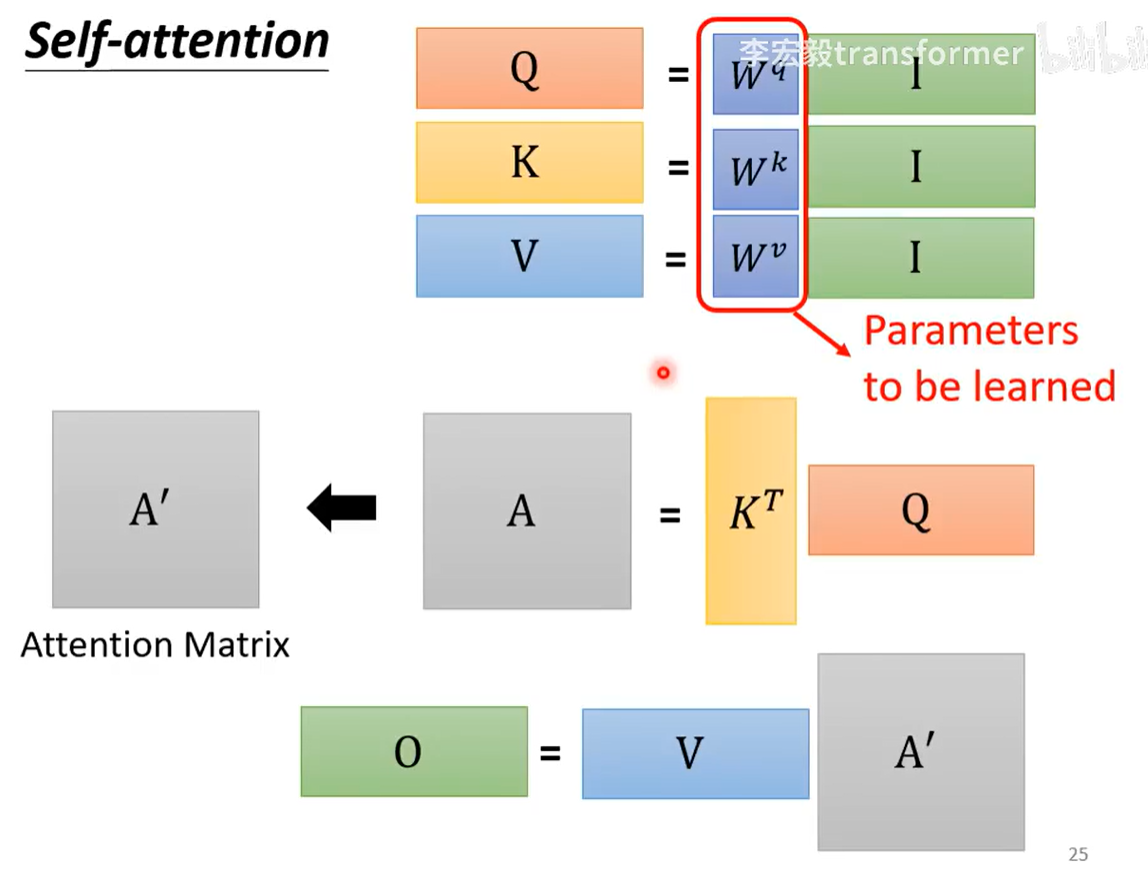 Self-attention
李宏毅transformer
bilibili
Q = W^q I
K = W^k I
V = W^v I
Parameters
to be learned
A′ A = K^T Q
Attention Matrix
O = V A′
25